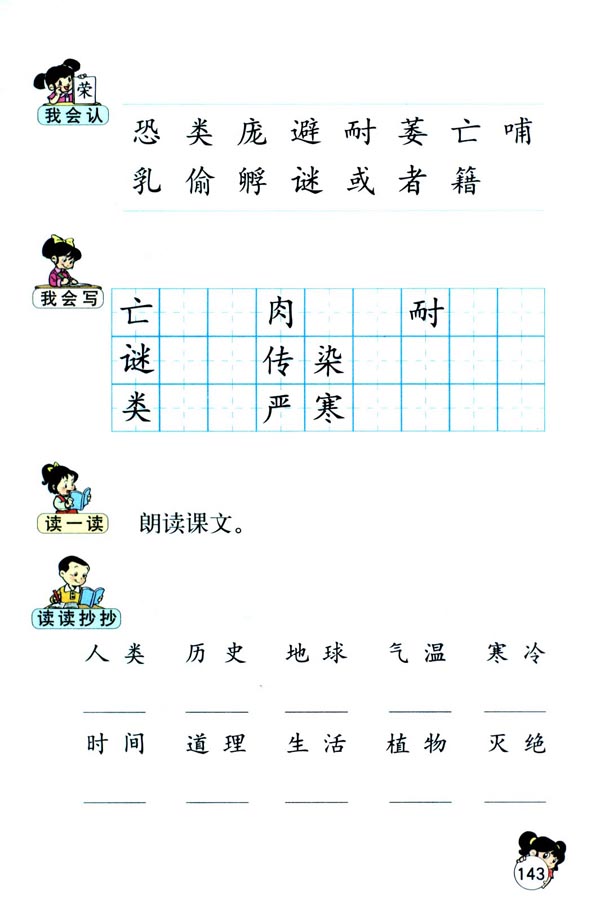 荣
我会认
恐 类 庞 避 耐 萎 亡 哺
乳 偷 孵 谜 或 者 籍
我会写
亡 肉 耐
谜 传 染
类 严 寒
读一读
朗读课文。
读读抄抄
人类 历史 地球 气温 寒冷
时间 道理 生活 植物 灭绝
143